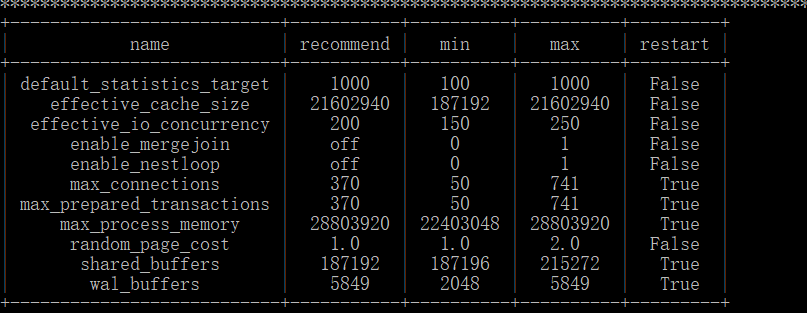 ********************************************************************************
name recommend min max restart
default_statistics_target 1000 100 1000 False
effective_cache_size 21602940 187192 21602940 False
effective_io_concurrency 200 150 250 False
enable_mergejoin off 0 1 False
enable_nestloop off 0 1 False
max_connections 370 50 741 True
max_prepared_transactions 370 50 741 True
max_process_memory 28803920 22403048 28803920 True
random_page_cost 1.0 1.0 2.0 False
shared_buffers 187192 187196 215272 True
wal_buffers 5849 2048 5849 True